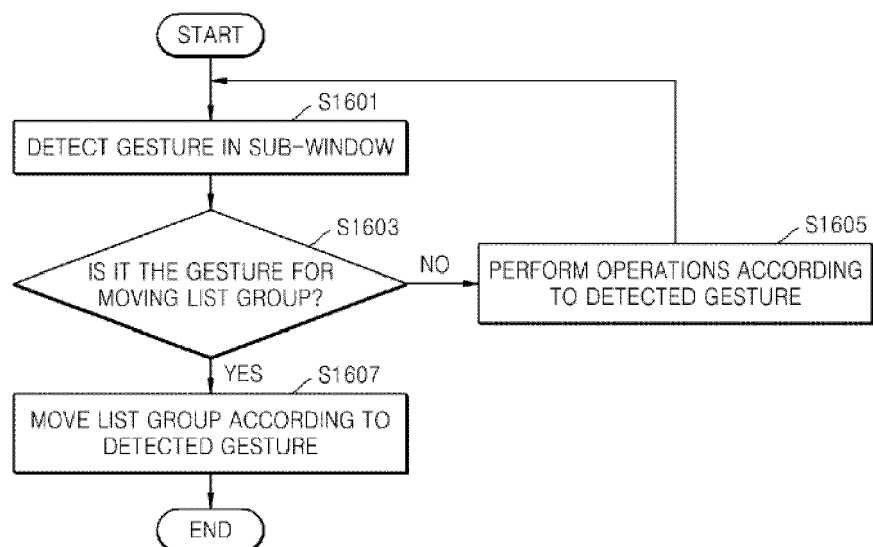 START
S1601
DETECT GESTURE IN SUB-WINDOW
S1603
IS IT THE GESTURE FOR
MOVING LIST GROUP?
NO
S1605
PERFORM OPERATIONS ACCORDING
TO DETECTED GESTURE
YES
S1607
MOVE LIST GROUP ACCORDING TO
DETECTED GESTURE
END